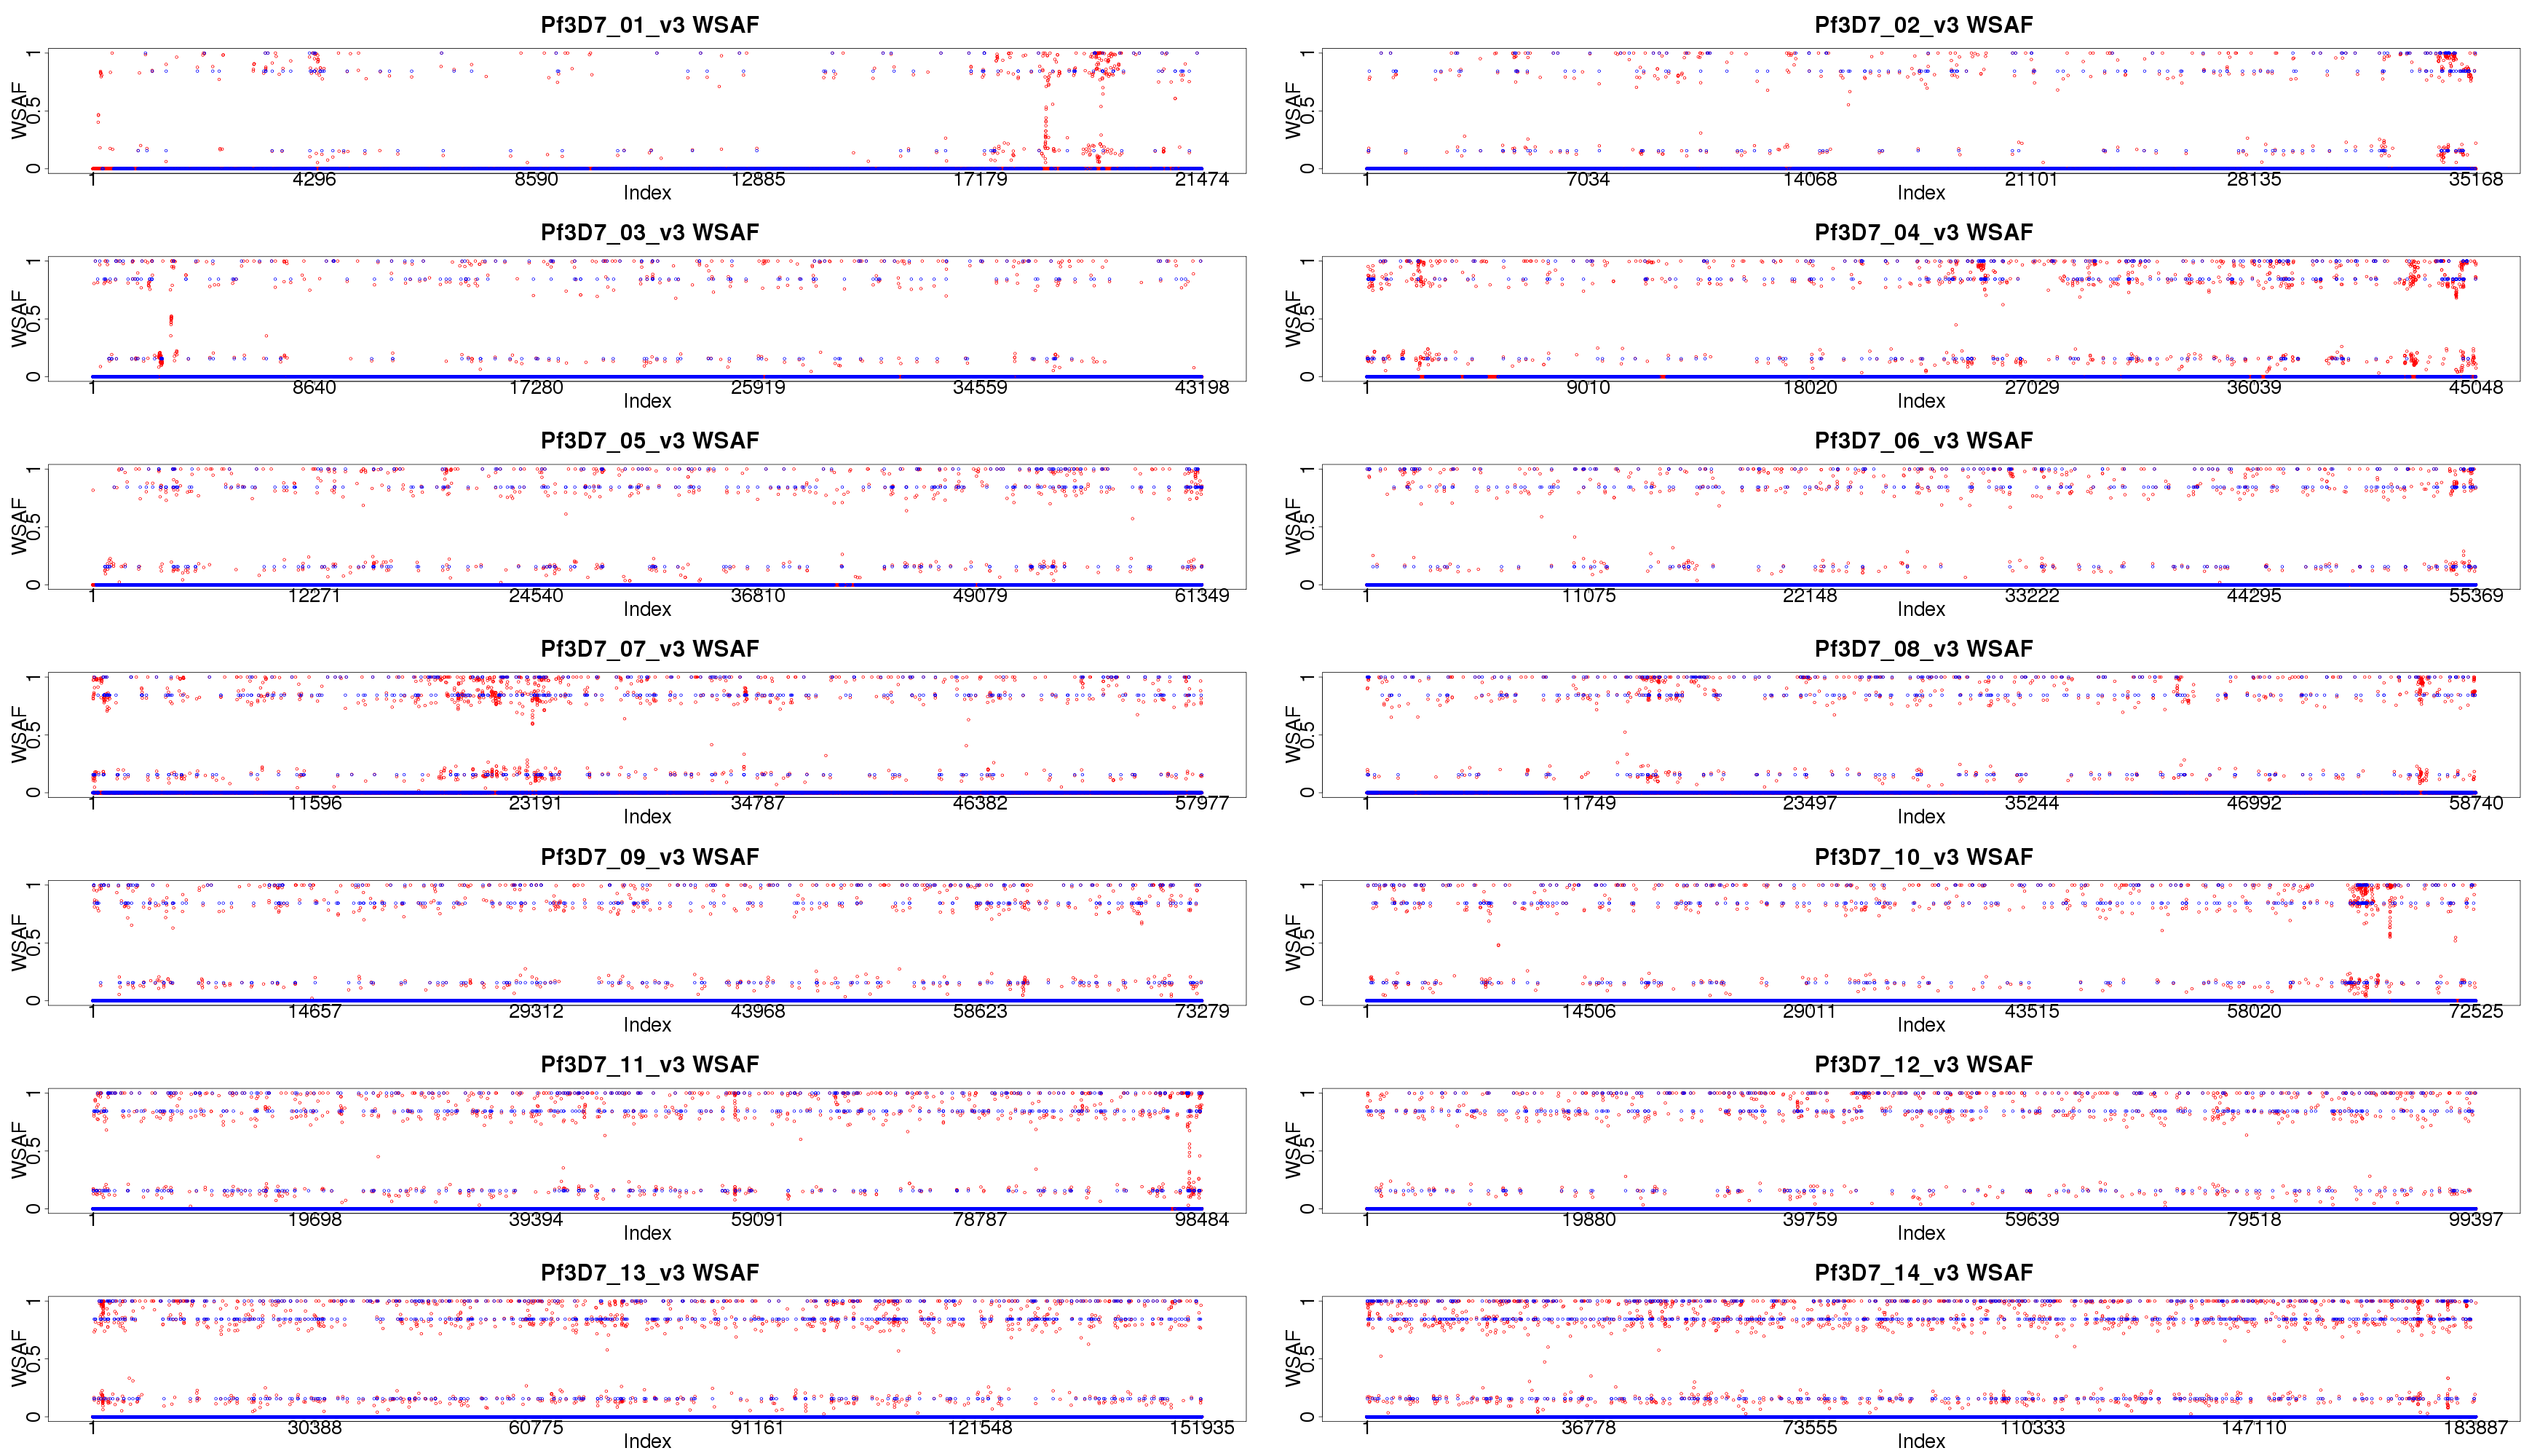 Pf3D7_01_v3 WSAF
WSAF
0 0.5 1
1 4296 8590 12885 17179 21474
Index
Pf3D7_02_v3 WSAF
WSAF
0 0.5 1
1 7034 14068 21101 28135 35168
Index
Pf3D7_03_v3 WSAF
WSAF
0 0.5 1
1 8640 17280 25919 34559 43198
Index
Pf3D7_04_v3 WSAF
WSAF
0 0.5 1
1 9010 18020 27029 36039 45048
Index
Pf3D7_05_v3 WSAF
WSAF
0 0.5 1
1 12271 24540 36810 49079 61349
Index
Pf3D7_06_v3 WSAF
WSAF
0 0.5 1
1 11075 22148 33222 44295 55369
Index
Pf3D7_07_v3 WSAF
WSAF
0 0.5 1
1 11596 23191 34787 46382 57977
Index
Pf3D7_08_v3 WSAF
WSAF
0 0.5 1
1 11749 23497 35244 46992 58740
Index
Pf3D7_09_v3 WSAF
WSAF
0 0.5 1
1 14657 29312 43968 58623 73279
Index
Pf3D7_10_v3 WSAF
WSAF
0 0.5 1
1 14506 29011 43515 58020 72525
Index
Pf3D7_11_v3 WSAF
WSAF
0 0.5 1
1 19698 39394 59091 78787 98484
Index
Pf3D7_12_v3 WSAF
WSAF
0 0.5 1
1 19880 39759 59639 79518 99397
Index
Pf3D7_13_v3 WSAF
WSAF
0 0.5 1
1 30388 60775 91161 121548 151935
Index
Pf3D7_14_v3 WSAF
WSAF
0 0.5 1
1 36778 73555 110333 147110 183887
Index